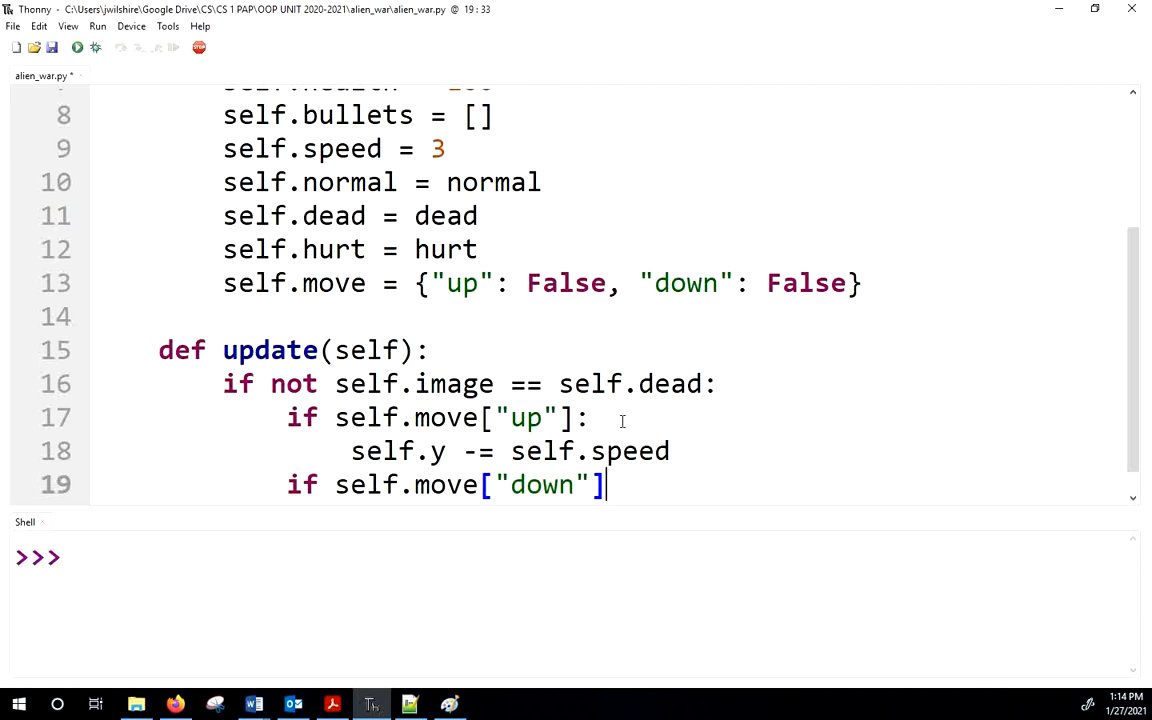 Thonny - C:\Users\jwilshire\Google Drive\CS\CS 1 PAP\OOP UNIT 2020-2021\alien_war\alien_war.py @ 19 : 33
File Edit View Run Device Tools Help
STOP
alien_war.py *
8 self.bullets = []
9 self.speed = 3
10 self.normal = normal
11 self.dead = dead
12 self.hurt = hurt
13 self.move = {"up": False, "down": False}
14
15 def update(self):
16 if not self.image == self.dead:
17 if self.move["up"]:
18 self.y -= self.speed
19 if self.move["down"]
Shell
>>>
1:14 PM
1/27/2021